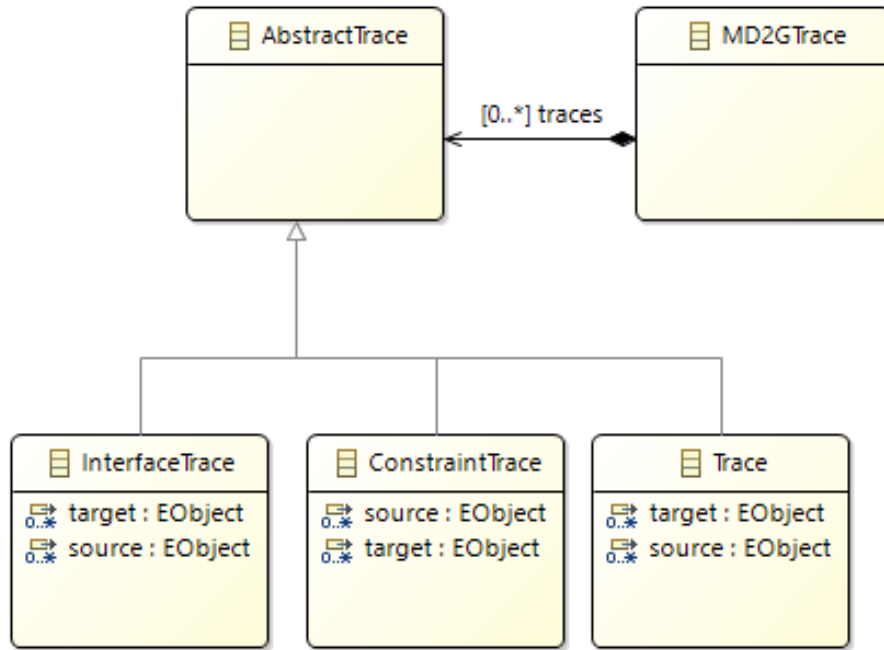 AbstractTrace
MD2GTrace
[0..*] traces
InterfaceTrace
0..* target : EObject
0..* source : EObject
ConstraintTrace
0..* source : EObject
0..* target : EObject
Trace
0..* target : EObject
0..* source : EObject